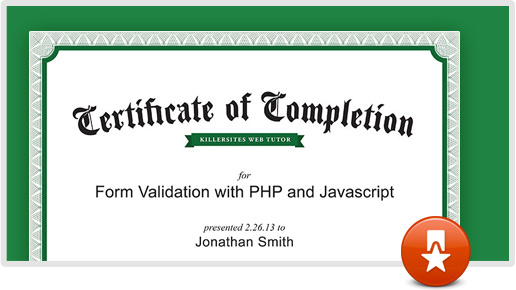 Certificate of Completion
KILLERSITES WEB TUTOR
for
Form Validation with PHP and Javascript
presented 2.26.13 to
Jonathan Smith